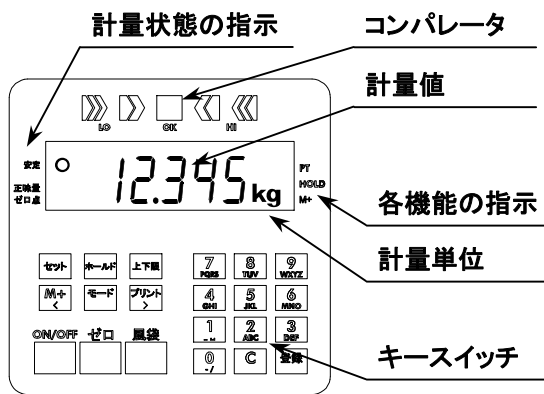 計量状態の指示
コンパレータ
計量値
LO OK HI
安定
正味量
ゼロ点
12.395 kg
PT
HOLD
M+
各機能の指示
計量単位
セット ホールド 上下限
M+ < モード プリント >
ON/OFF ゼロ 風袋
7 PQRS 8 TUV 9 WXYZ
4 GHI 5 JKL 6 MNO
1 2 ABC 3 DEF
0 -/ C 登録
キースイッチ